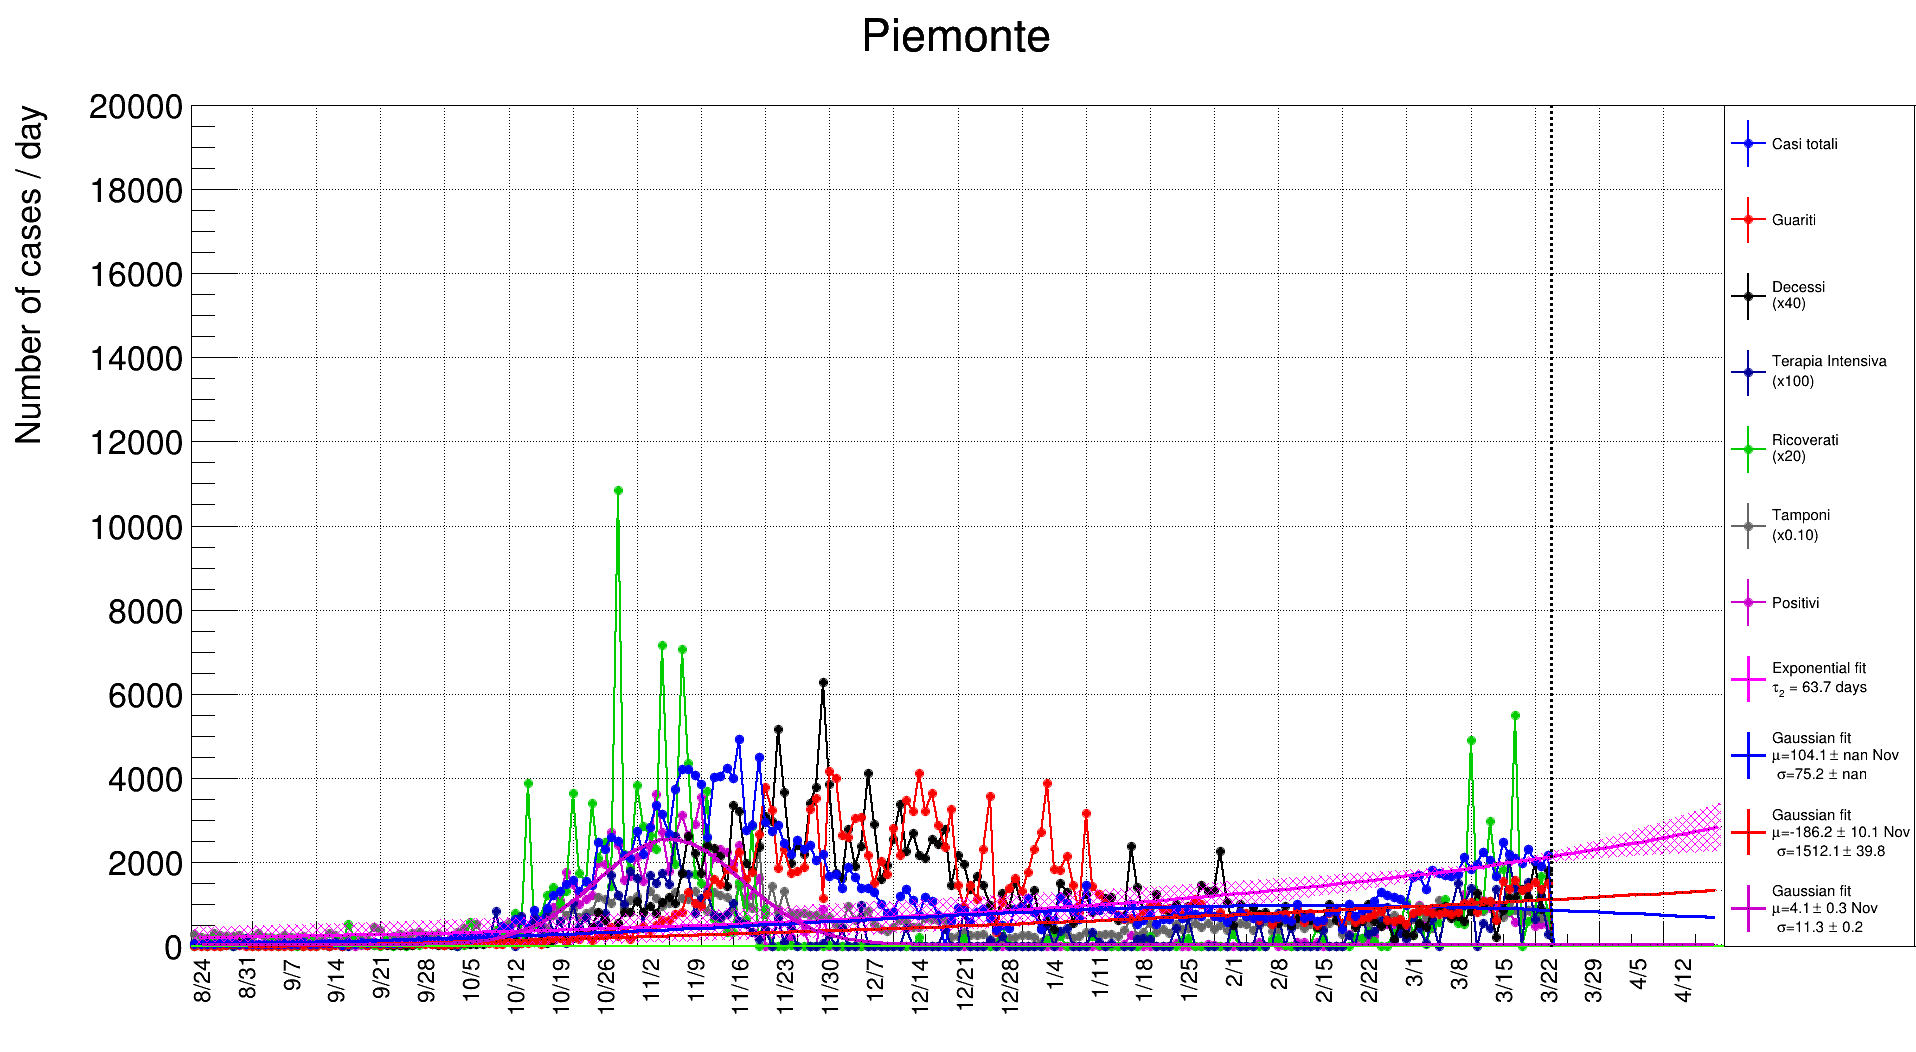 Piemonte
Number of cases / day
20000
18000
16000
14000
12000
10000
8000
6000
4000
2000
0
8/24
8/31
9/7
9/14
9/21
9/28
10/5
10/12
10/19
10/26
11/2
11/9
11/16
11/23
11/30
12/7
12/14
12/21
12/28
1/4
1/11
1/18
1/25
2/1
2/8
2/15
2/22
3/1
3/8
3/15
3/22
3/29
4/5
4/12
Casi totali
Guariti
Decessi
(x40)
Terapia Intensiva
(x100)
Ricoverati
(x20)
Tamponi
(x0.10)
Positivi
Exponential fit
τ2 = 63.7 days
Gaussian fit
μ=104.1 ± nan Nov
σ=75.2 ± nan
Gaussian fit
μ=-186.2 ± 10.1 Nov
σ=1512.1 ± 39.8
Gaussian fit
μ=4.1 ± 0.3 Nov
σ=11.3 ± 0.2